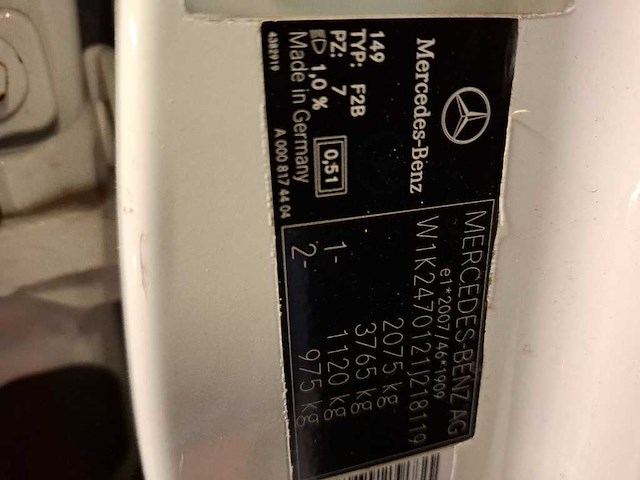 Mercedes-Benz
149
TYP: F2B
PZ: 7
1,0 % 0,51
Made in Germany
4382919 A 000 817 44 04
MERCEDES-BENZ AG
e1*2007/46*1909
W1K2470121J218119
2075 kg
3765 kg
1- 1120 kg
2- 975 kg